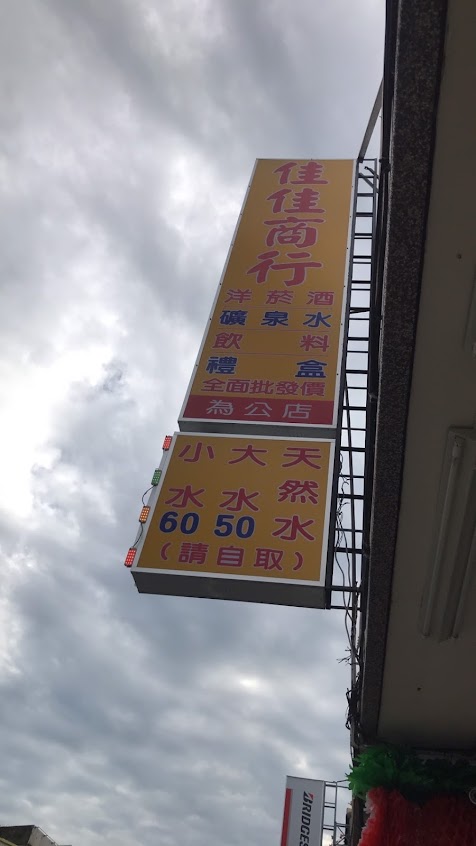 佳佳商行
洋菸酒
礦泉水
飲料
禮盒
全面批發價
為公店
天然水
大水50
小水60
(請自取)
BRIDGES